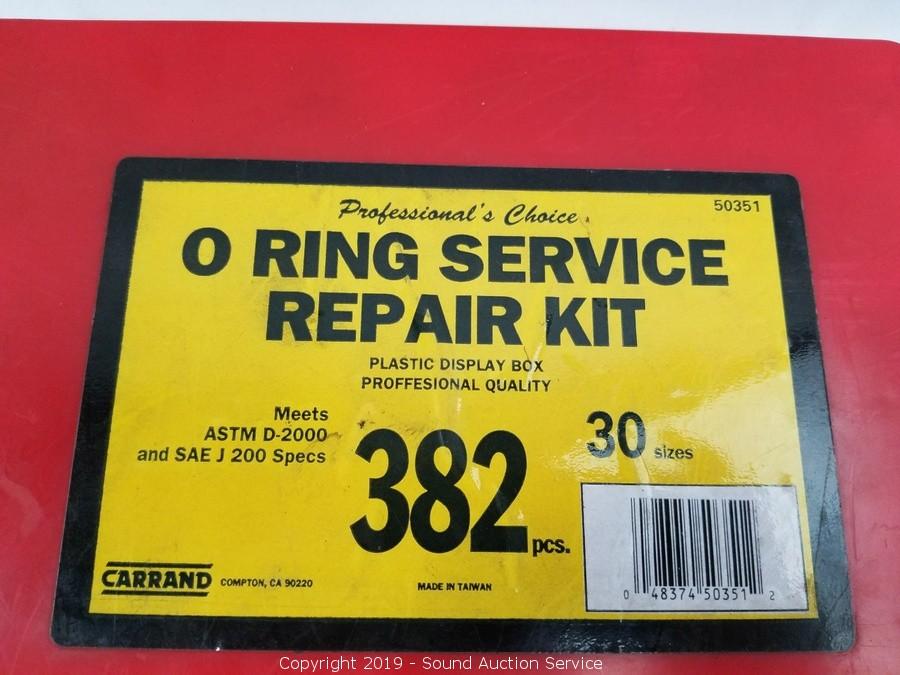 Professional's Choice
50351
O RING SERVICE
REPAIR KIT
PLASTIC DISPLAY BOX
PROFFESIONAL QUALITY
Meets
ASTM D-2000
and SAE J 200 Specs
382 pcs.
30 sizes
CARRAND COMPTON, CA 90220
MADE IN TAIWAN
0 48374 50351 2
Copyright 2019 - Sound Auction Service